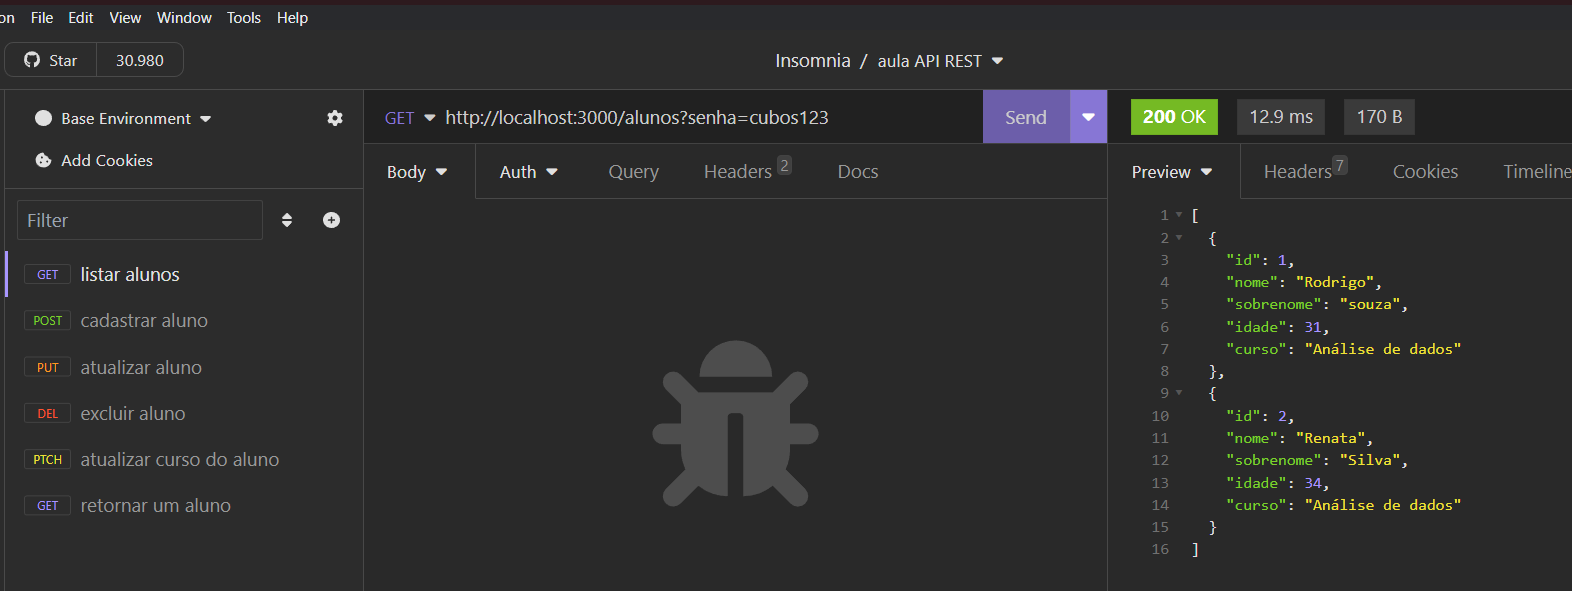 on File Edit View Window Tools Help
Star 30.980
Insomnia / aula API REST
Base Environment
Add Cookies
Filter
GET listar alunos
POST cadastrar aluno
PUT atualizar aluno
DEL excluir aluno
PTCH atualizar curso do aluno
GET retornar um aluno
GET http://localhost:3000/alunos?senha=cubos123 Send
Body Auth Query Headers 2 Docs
200 OK 12.9 ms 170 B
Preview Headers 7 Cookies Timeline
1 [
2 {
3 "id": 1,
4 "nome": "Rodrigo",
5 "sobrenome": "souza",
6 "idade": 31,
7 "curso": "Análise de dados"
8 },
9 {
10 "id": 2,
11 "nome": "Renata",
12 "sobrenome": "Silva",
13 "idade": 34,
14 "curso": "Análise de dados"
15 }
16 ]